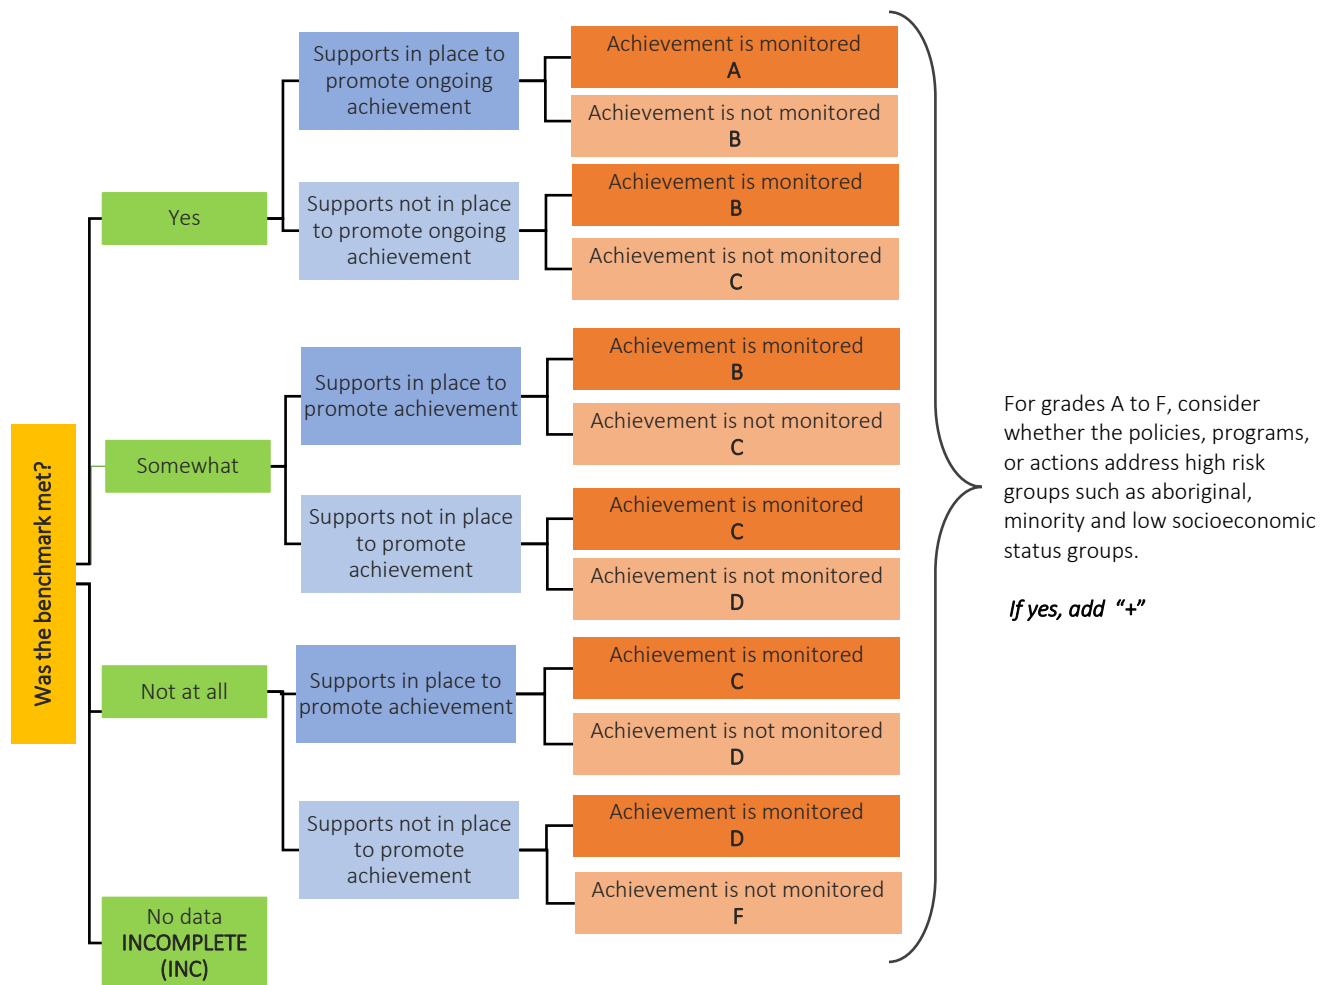 Was the benchmark met?
Yes
Supports in place to
promote ongoing
achievement
Achievement is monitored
A
Achievement is not monitored
B
Supports not in place
to promote ongoing
achievement
Achievement is monitored
B
Achievement is not monitored
C
Somewhat
Supports in place to
promote achievement
Achievement is monitored
B
Achievement is not monitored
C
Supports not in place
to promote
achievement
Achievement is monitored
C
Achievement is not monitored
D
Not at all
Supports in place to
promote achievement
Achievement is monitored
C
Achievement is not monitored
D
Supports not in place
to promote
achievement
Achievement is monitored
D
Achievement is not monitored
F
No data
INCOMPLETE
(INC)
For grades A to F, consider
whether the policies, programs,
or actions address high risk
groups such as aboriginal,
minority and low socioeconomic
status groups.
If yes, add “+”